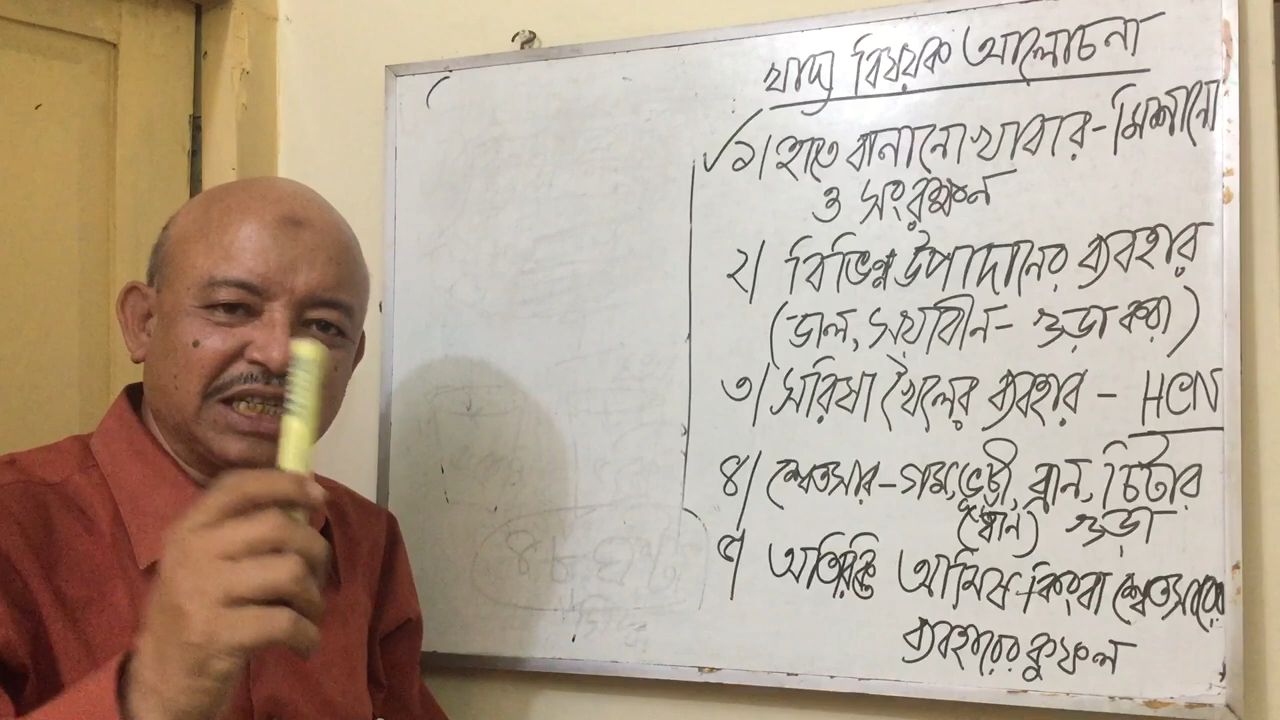 খাদ্য বিষয়ক আলোচনা
১। হাতে বানানো খাবার - মিশানো
ও সংরক্ষন
২। বিভিন্ন উপাদানের ব্যবহার
(ডাল, সয়াবীন - গুড়া করা)
৩। সরিষা খৈলের ব্যবহার - HCN
৪। শ্বেতসার - গম, ভূট্টা, ব্রান, চিটার
(ধান) গুড়া
৫। অতিরিক্ত আমিষ কিংবা শ্বেতসারের
ব্যবহারের কুফল